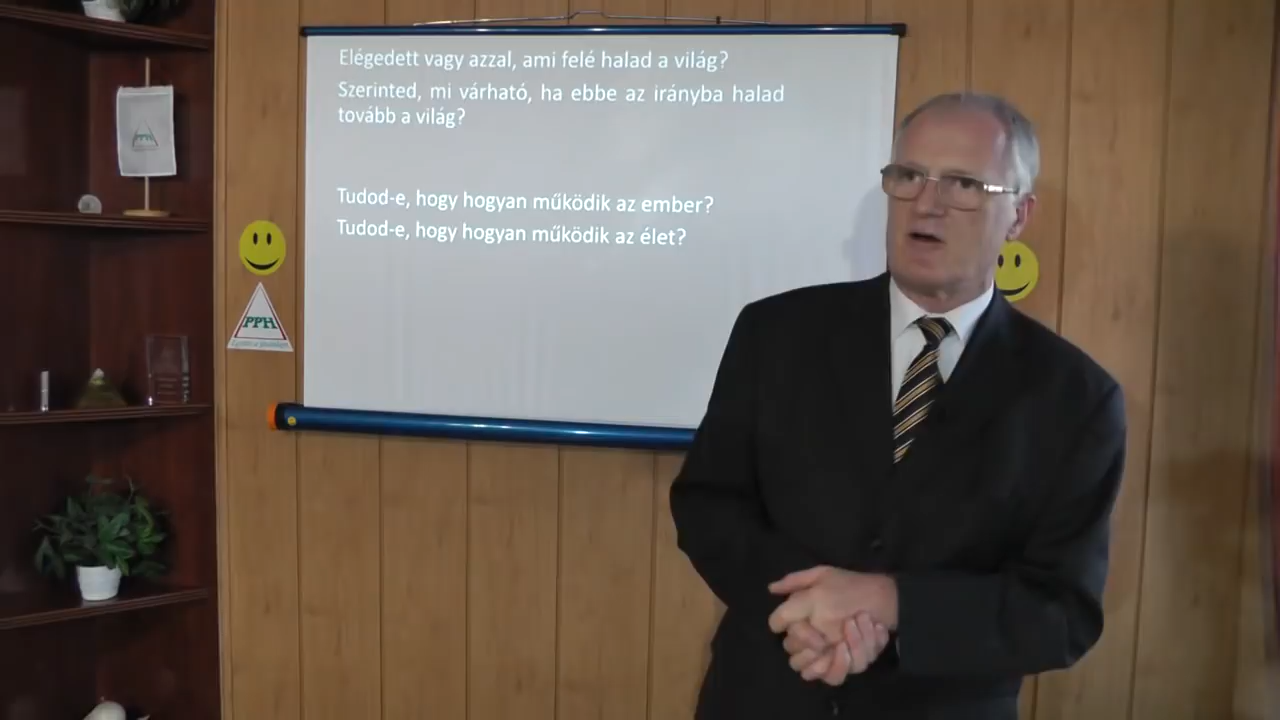 Elégedett vagy azzal, ami felé halad a világ?
Szerinted, mi várható, ha ebbe az irányba halad
tovább a világ?
Tudod-e, hogy hogyan működik az ember?
Tudod-e, hogy hogyan működik az élet?
PPH